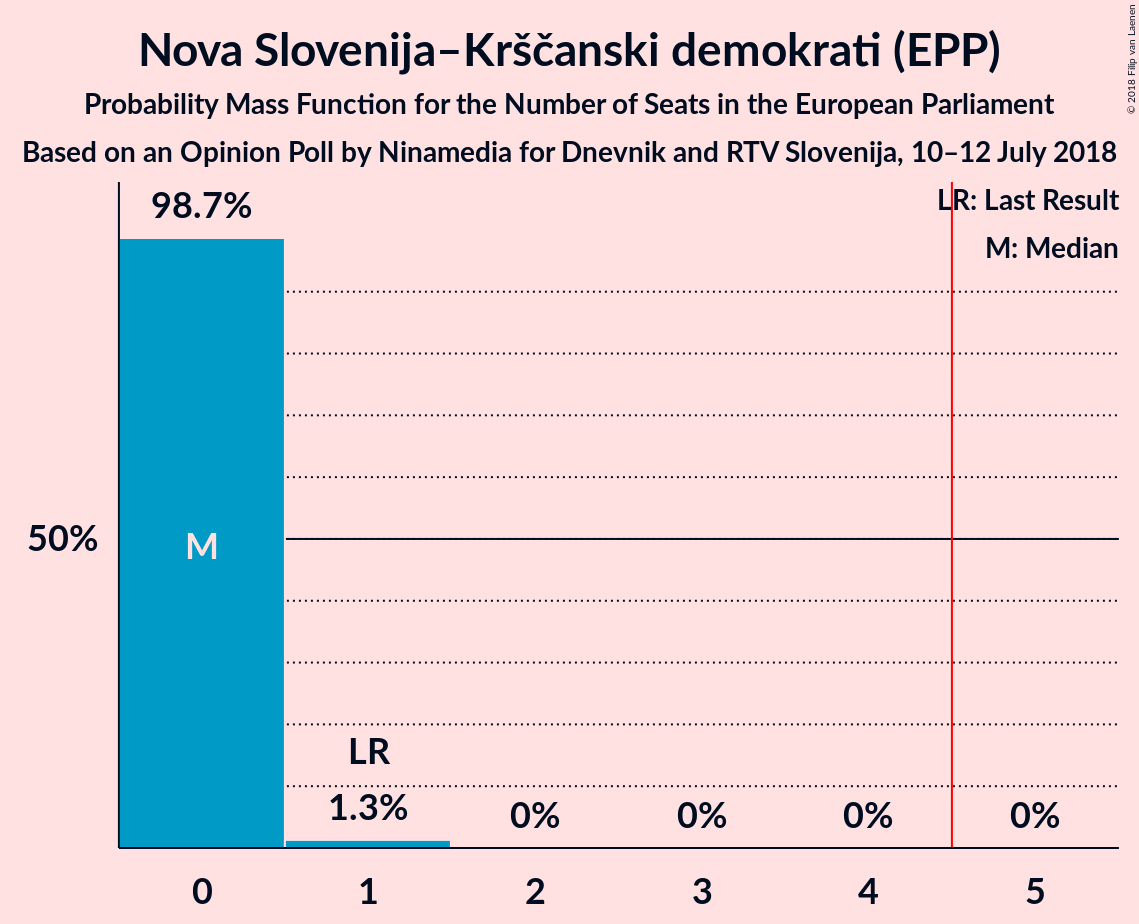 Nova Slovenija–Krščanski demokrati (EPP)
Probability Mass Function for the Number of Seats in the European Parliament
Based on an Opinion Poll by Ninamedia for Dnevnik and RTV Slovenija, 10–12 July 2018
© 2018 Filip van Laenen
LR: Last Result
M: Median
98.7%
50%
M
LR
1.3%
0%
0%
0%
0%
0
1
2
3
4
5